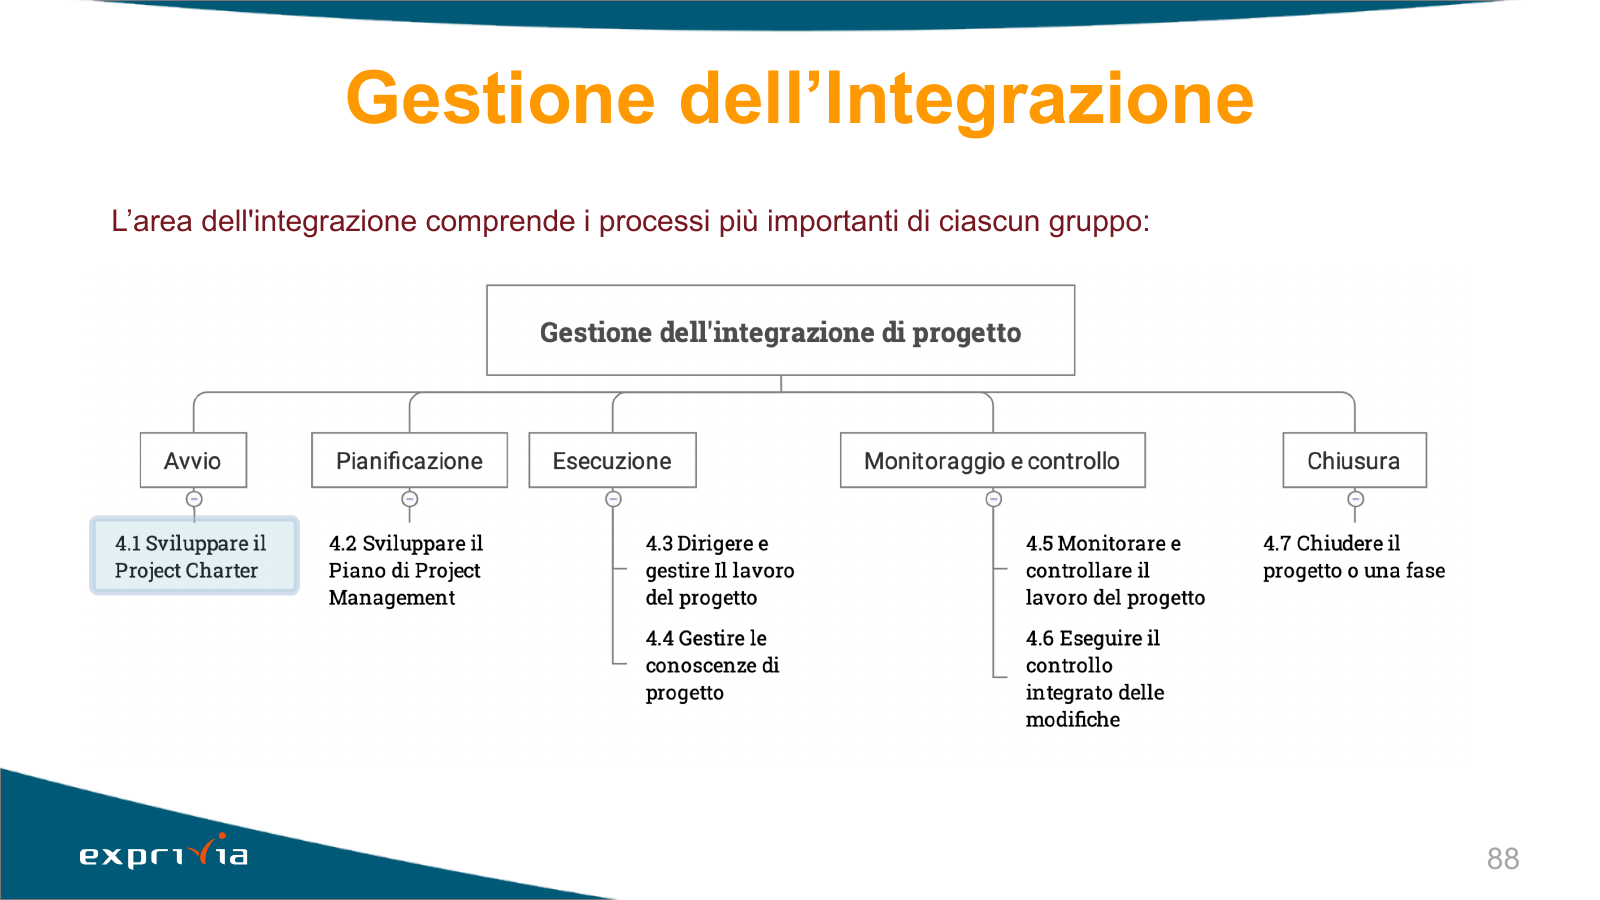 Gestione dell’Integrazione
L’area dell'integrazione comprende i processi più importanti di ciascun gruppo:
Gestione dell'integrazione di progetto
Avvio
4.1 Sviluppare il
Project Charter
Pianificazione
4.2 Sviluppare il
Piano di Project
Management
Esecuzione
4.3 Dirigere e
gestire Il lavoro
del progetto
4.4 Gestire le
conoscenze di
progetto
Monitoraggio e controllo
4.5 Monitorare e
controllare il
lavoro del progetto
4.6 Eseguire il
controllo
integrato delle
modifiche
Chiusura
4.7 Chiudere il
progetto o una fase
exprivia
88